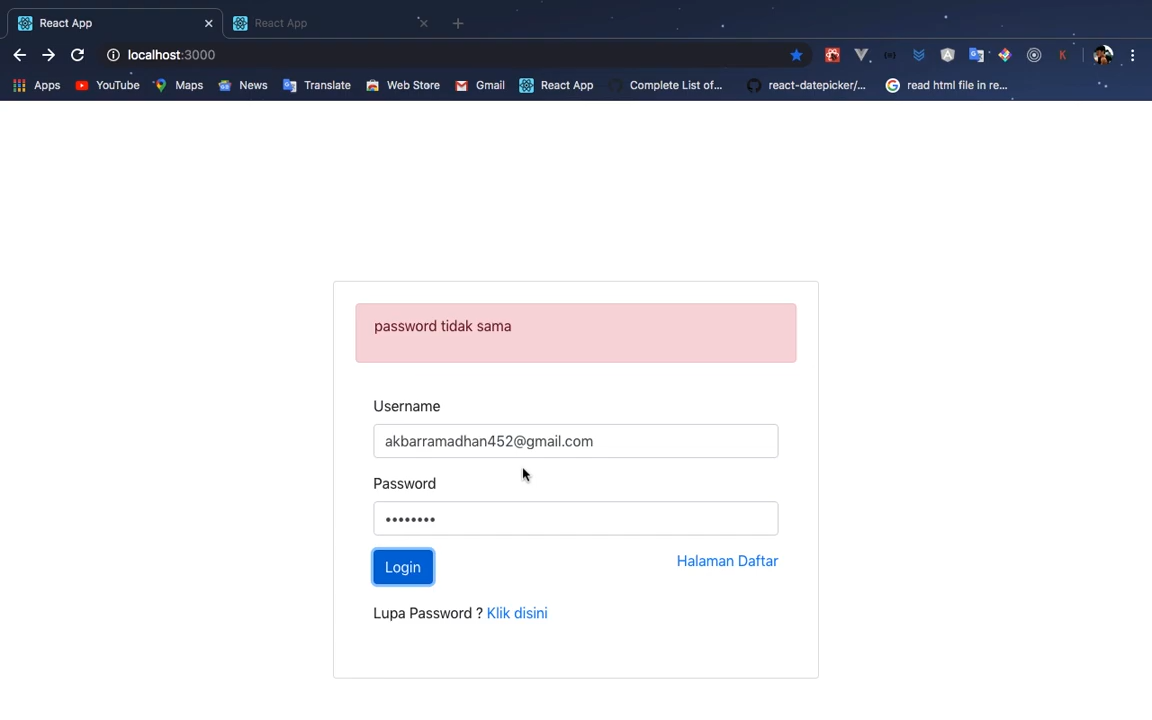 React App
React App
localhost:3000
Apps YouTube Maps News Translate Web Store Gmail React App Complete List of... react-datepicker/... read html file in re...
password tidak sama
Username
akbarramadhan452@gmail.com
Password
••••••••
Login Halaman Daftar
Lupa Password ? Klik disini